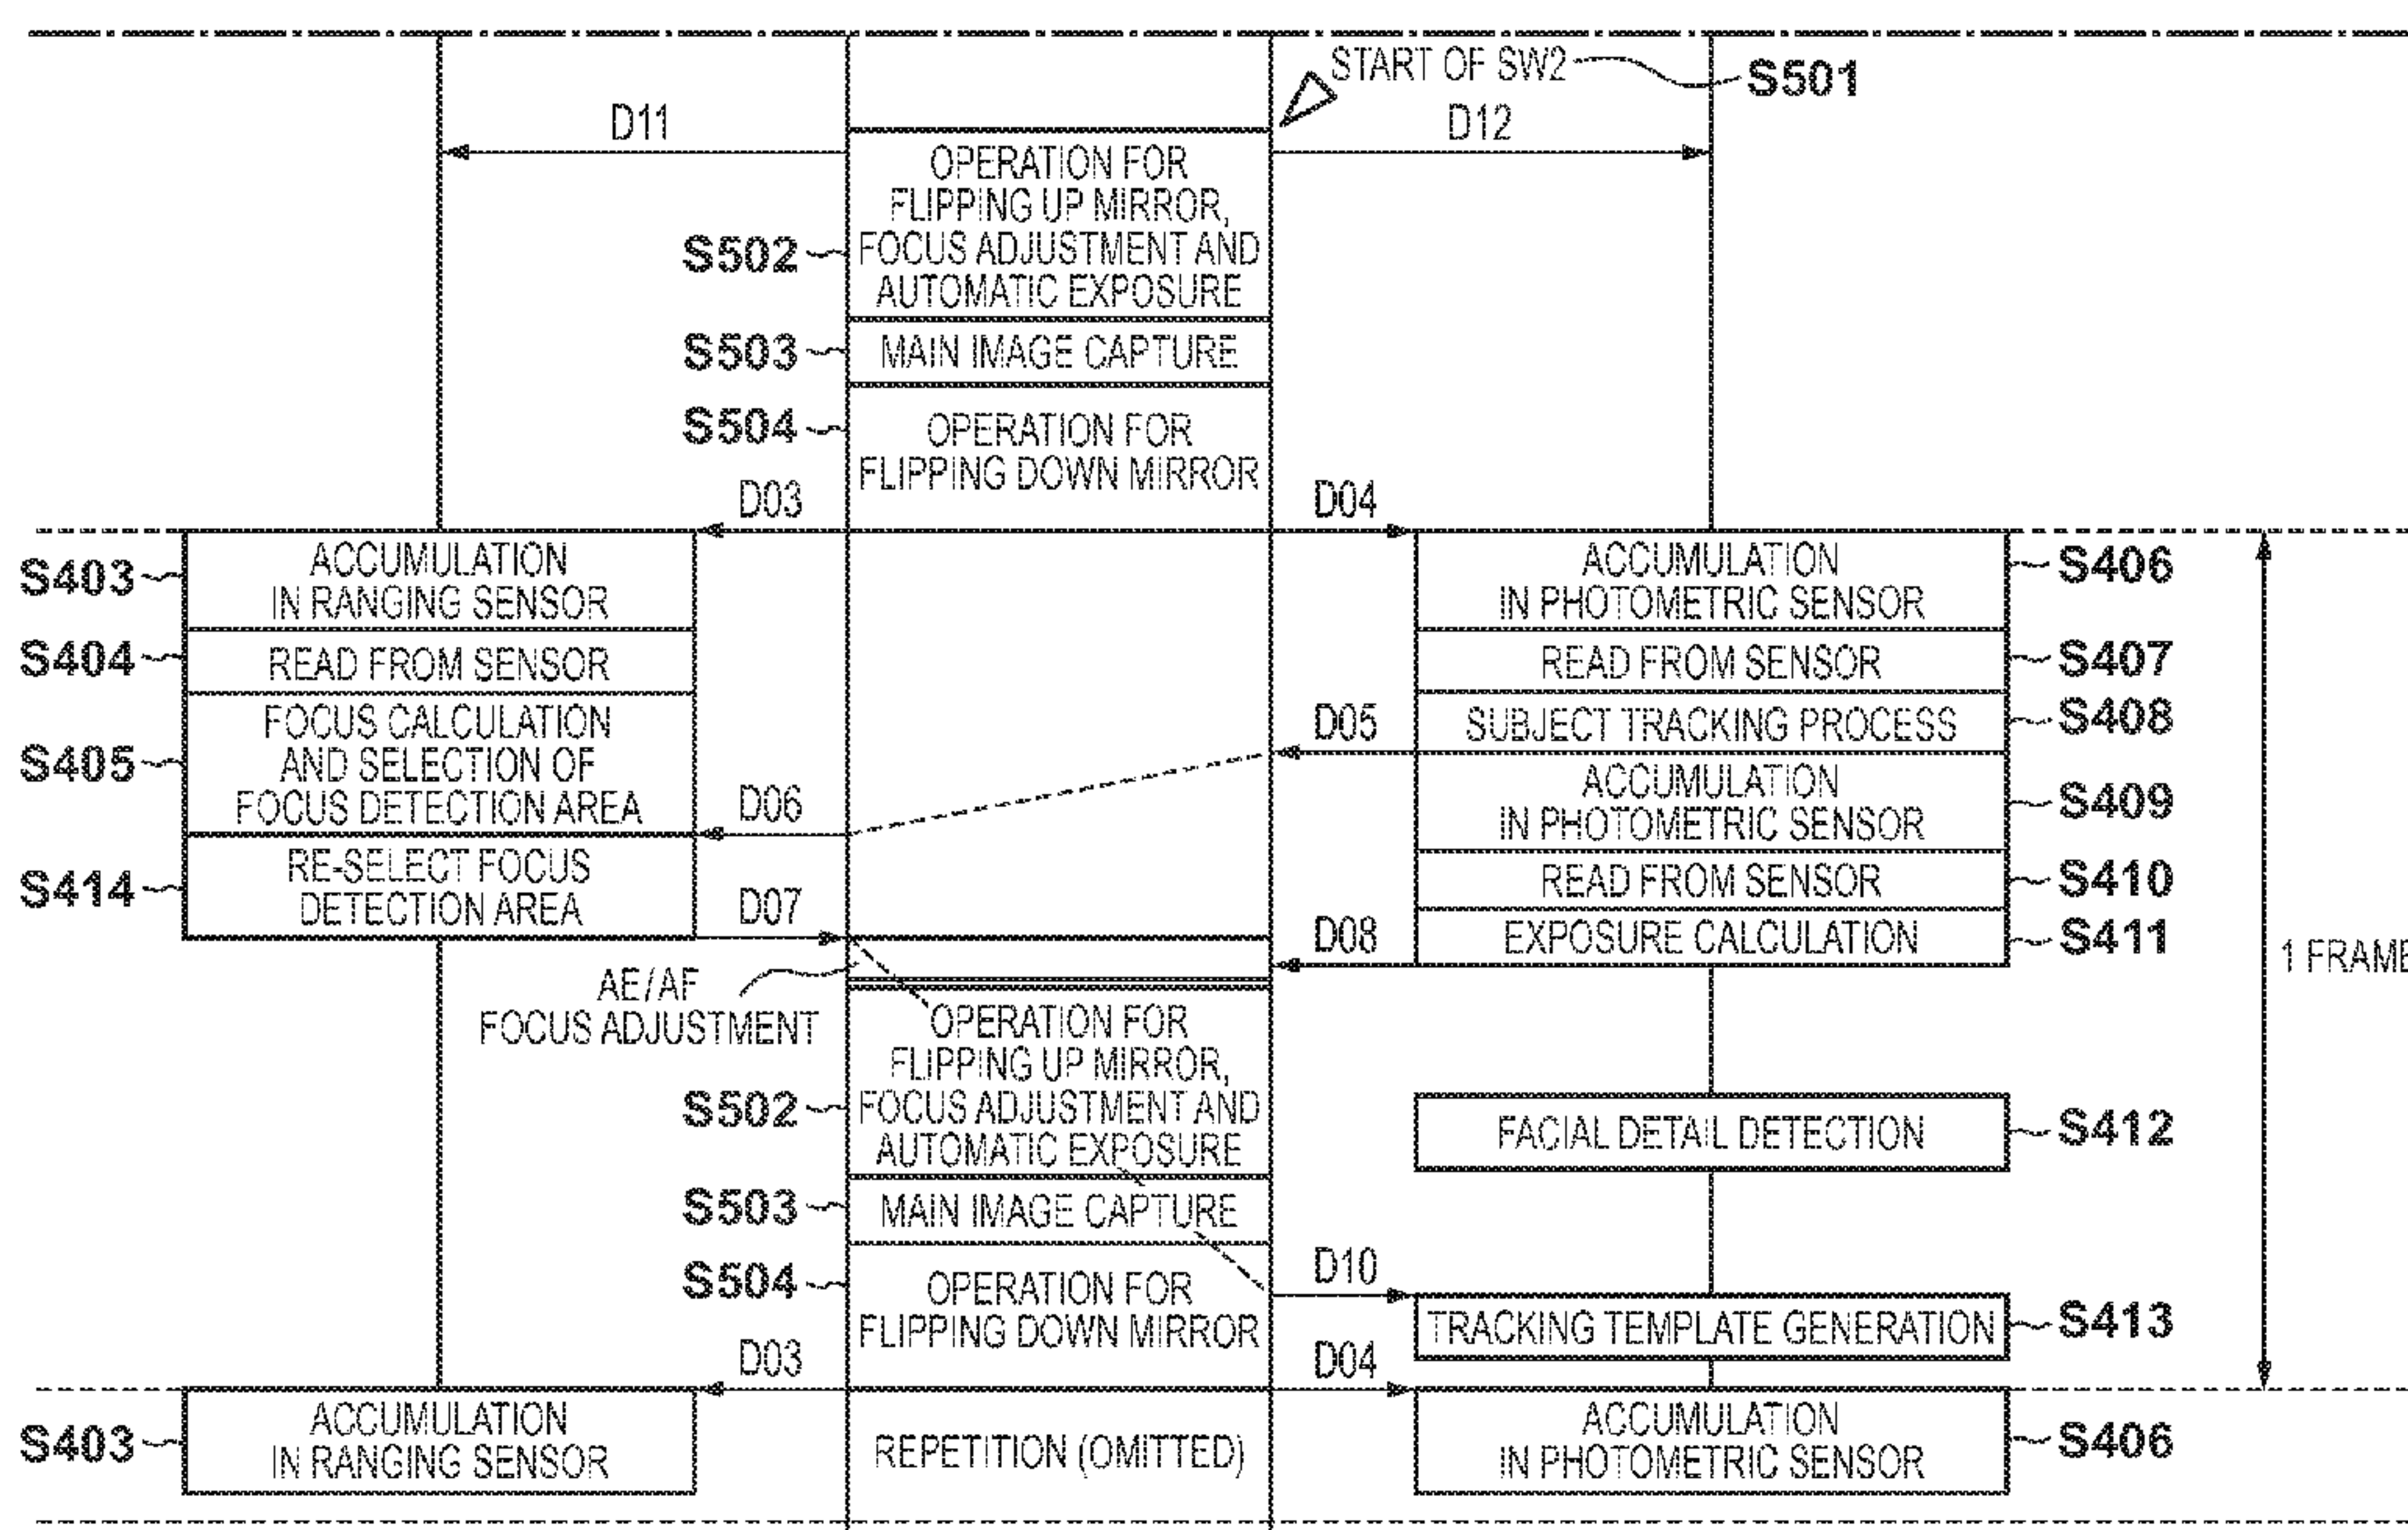 START OF SW2
S501
D11
D12
OPERATION FOR
FLIPPING UP MIRROR,
FOCUS ADJUSTMENT AND
AUTOMATIC EXPOSURE
S502
S503
MAIN IMAGE CAPTURE
S504
OPERATION FOR
FLIPPING DOWN MIRROR
D03
D04
S403
ACCUMULATION
IN RANGING SENSOR
ACCUMULATION
IN PHOTOMETRIC SENSOR
S406
S404
READ FROM SENSOR
READ FROM SENSOR
S407
S405
FOCUS CALCULATION
AND SELECTION OF
FOCUS DETECTION AREA
D05
SUBJECT TRACKING PROCESS
S408
D06
ACCUMULATION
IN PHOTOMETRIC SENSOR
S409
S414
RE-SELECT FOCUS
DETECTION AREA
D07
READ FROM SENSOR
S410
D08
EXPOSURE CALCULATION
S411
1 FRAME
AE/AF
FOCUS ADJUSTMENT
OPERATION FOR
FLIPPING UP MIRROR,
FOCUS ADJUSTMENT AND
AUTOMATIC EXPOSURE
S502
FACIAL DETAIL DETECTION
S412
S503
MAIN IMAGE CAPTURE
S504
OPERATION FOR
FLIPPING DOWN MIRROR
D10
TRACKING TEMPLATE GENERATION
S413
D03
D04
S403
ACCUMULATION
IN RANGING SENSOR
REPETITION (OMITTED)
ACCUMULATION
IN PHOTOMETRIC SENSOR
S406